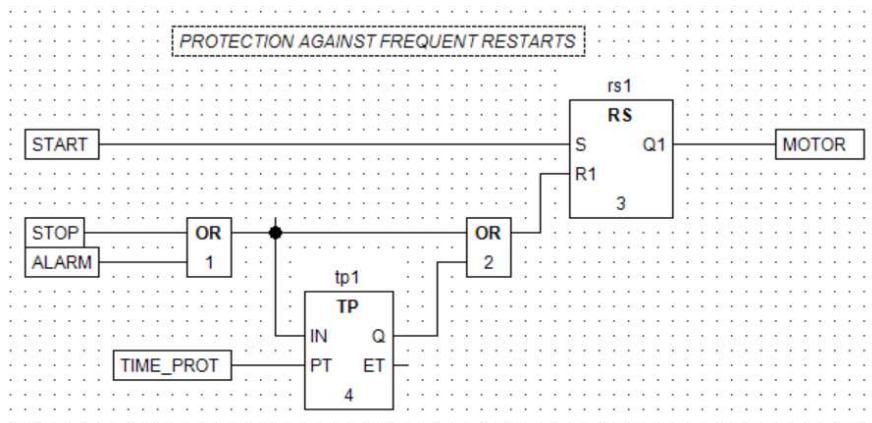 PROTECTION AGAINST FREQUENT RESTARTS
rs1
RS
START
S Q1
MOTOR
R1
3
STOP
OR
OR
ALARM
1
2
tp1
TP
IN Q
TIME_PROT
PT ET
4